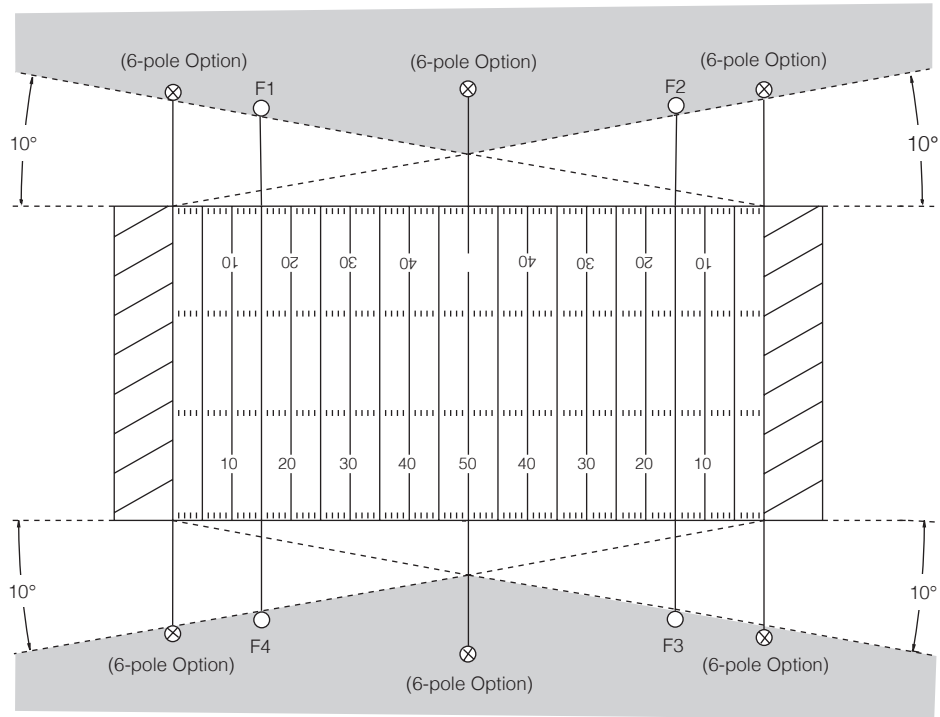 (6-pole Option) (6-pole Option) (6-pole Option)
F1 F2
10° 10°
10 20 30 40 40 30 20 10
10 20 30 40 50 40 30 20 10
10° 10°
F4 F3
(6-pole Option) (6-pole Option)
(6-pole Option)